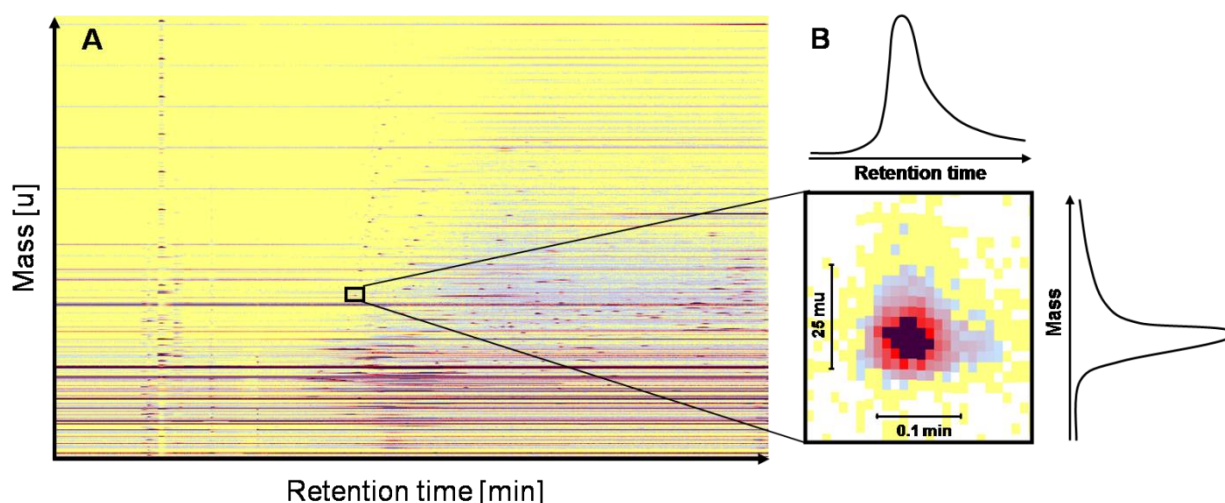 A
Mass [u]
Retention time [min]
B
Retention time
25 mu
0.1 min
Mass